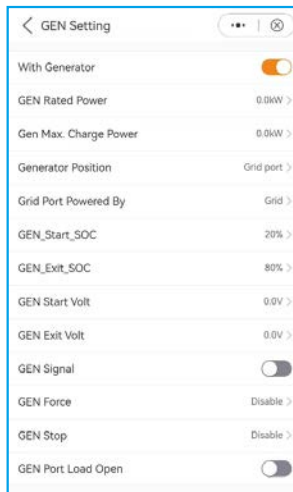 GEN Setting
With Generator
GEN Rated Power 0.0kW >
Gen Max. Charge Power 0.0kW >
Generator Position Grid port >
Grid Port Powered By Grid >
GEN_Start_SOC 20% >
GEN_Exit_SOC 80% >
GEN Start Volt 0.0V >
GEN Exit Volt 0.0V >
GEN Signal
GEN Force Disable >
GEN Stop Disable >
GEN Port Load Open